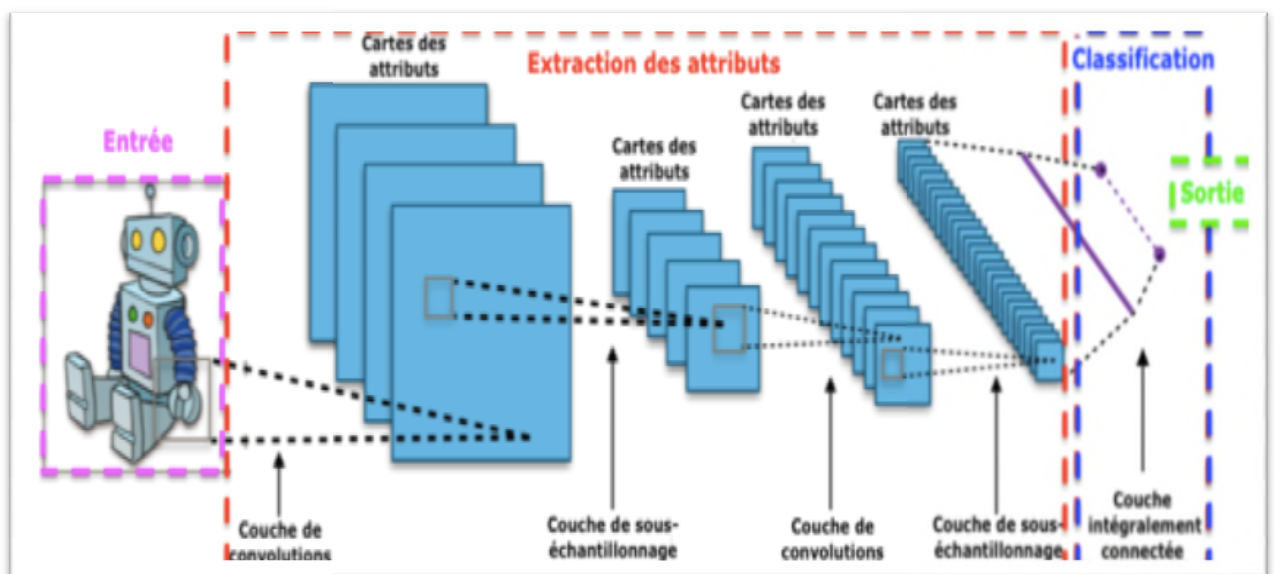 Entrée
Cartes des
attributs
Extraction des attributs
Cartes des
attributs
Cartes des
attributs
Cartes des
attributs
Classification
Sortie
Couche de
convolutions
Couche de sous-
échantillonnage
Couche de
convolutions
Couche de sous-
échantillonnage
Couche
intégralement
connectée